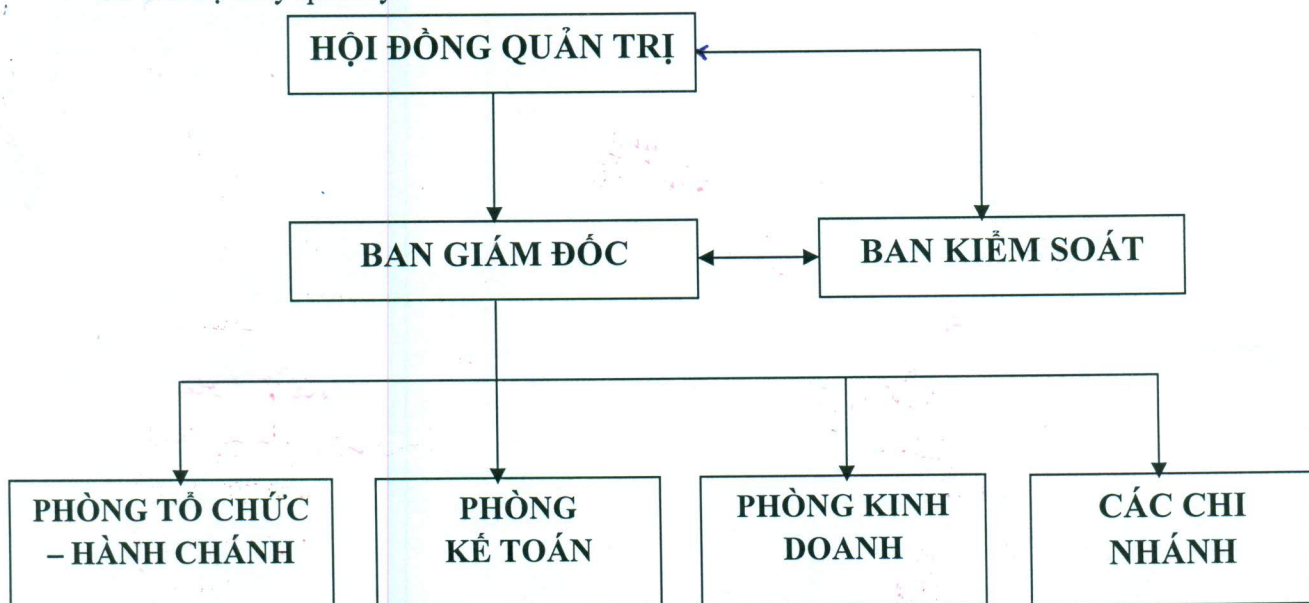 HỘI ĐỒNG QUẢN TRỊ
BAN GIÁM ĐỐC
BAN KIỂM SOÁT
PHÒNG TỔ CHỨC
– HÀNH CHÁNH
PHÒNG
KẾ TOÁN
PHÒNG KINH
DOANH
CÁC CHI
NHÁNH